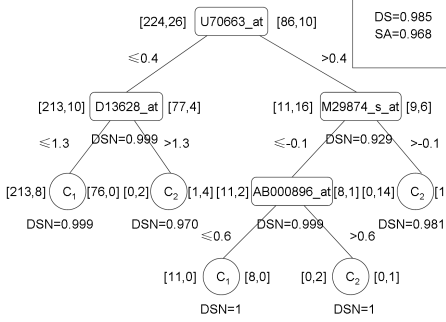 [224,26] U70663_at [86,10]
DS=0.985
SA=0.968
≤0.4 >0.4
[213,10] D13628_at [77,4] [11,16] M29874_s_at [9,6]
≤1.3 DSN=0.999 >1.3 ≤-0.1 DSN=0.929 >-0.1
[213,8] C1 [76,0] [0,2] C2 [1,4] [11,2] AB000896_at [8,1] [0,14] C2 [1
DSN=0.999 DSN=0.970 DSN=0.999 DSN=0.981
≤0.6 >0.6
[11,0] C1 [8,0] [0,2] C2 [0,1]
DSN=1 DSN=1